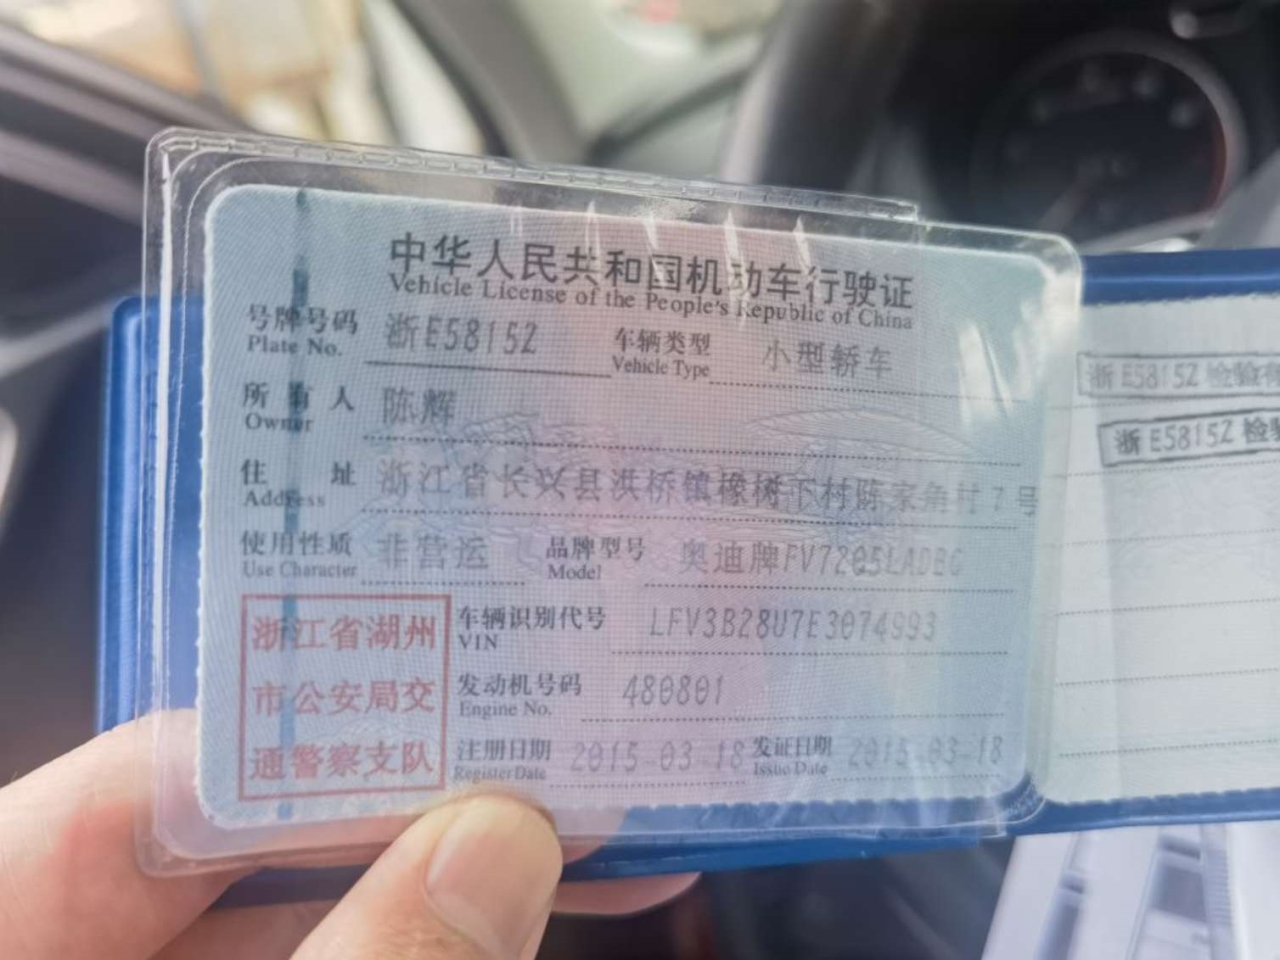 中华人民共和国机动车行驶证
Vehicle License of the People's Republic of China
号牌号码 浙E5815Z 车辆类型 小型轿车
Plate No. Vehicle Type
所有人 陈辉
Owner
住址 浙江省长兴县洪桥镇橡树下村陈家角村7号
Address
使用性质 非营运 品牌型号 奥迪牌FV7205LADBG
Use Character Model
浙江省湖州
市公安局交
通警察支队
车辆识别代号 LFV3B28U7E3074993
VIN
发动机号码 480801
Engine No.
注册日期 2015-03-18 发证日期 2015-03-18
Register Date Issue Date
浙E5815Z 检验有
浙E5815Z 检